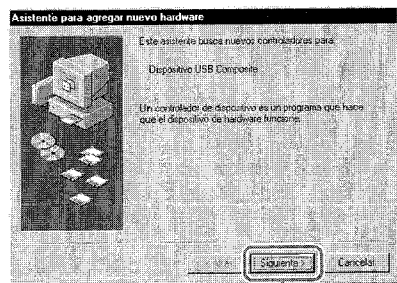 Asistente para agregar nuevo hardware
Este asistente busca nuevos controladores para:
Dispositivo USB Composite
Un controlador de dispositivo es un programa que hace
que el dispositivo de hardware funcione.
Siguiente >
Cancelar